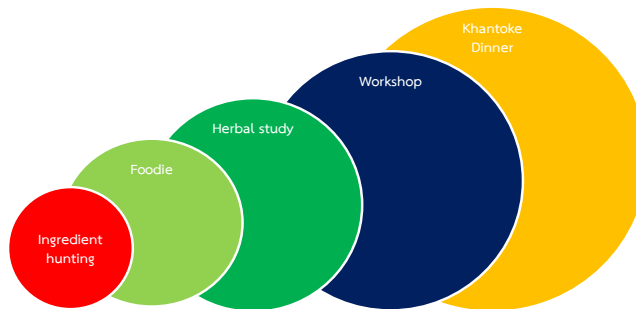 Khantoke
Dinner
Workshop
Herbal study
Foodie
Ingredient
hunting